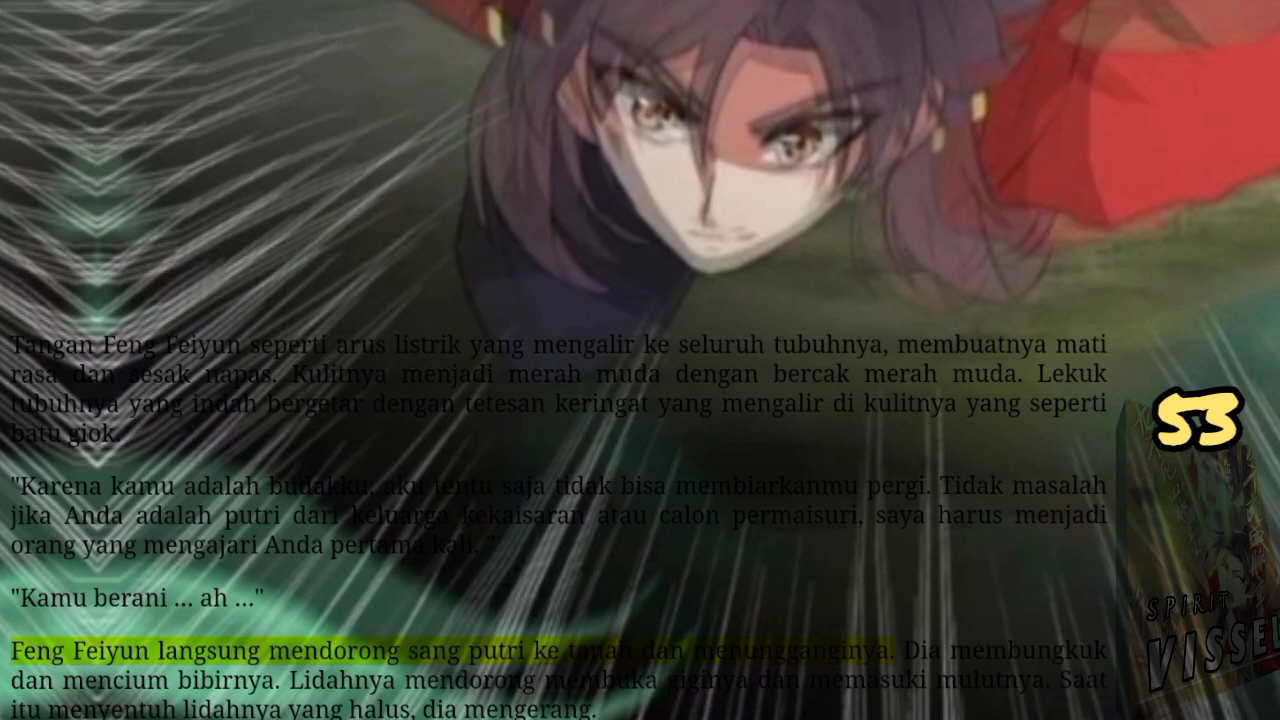 Tangan Feng Feiyun seperti arus listrik yang mengalir ke seluruh tubuhnya, membuatnya mati
rasa dan sesak napas. Kulitnya menjadi merah muda dengan bercak merah muda. Lekuk
tubuhnya yang indah bergetar dengan tetesan keringat yang mengalir di kulitnya yang seperti
batu giok.
"Karena kamu adalah budakku, aku tentu saja tidak bisa membiarkanmu pergi. Tidak masalah
jika Anda adalah putri dari keluarga kekaisaran atau calon permaisuri, saya harus menjadi
orang yang mengajari Anda pertama kali. "
"Kamu berani ... ah ..."
Feng Feiyun langsung mendorong sang putri ke tanah dan menungganginya. Dia membungkuk
dan mencium bibirnya. Lidahnya mendorong membuka giginya dan memasuki mulutnya. Saat
itu menyentuh lidahnya yang halus, dia mengerang.
53
SPIRIT
VISSEL